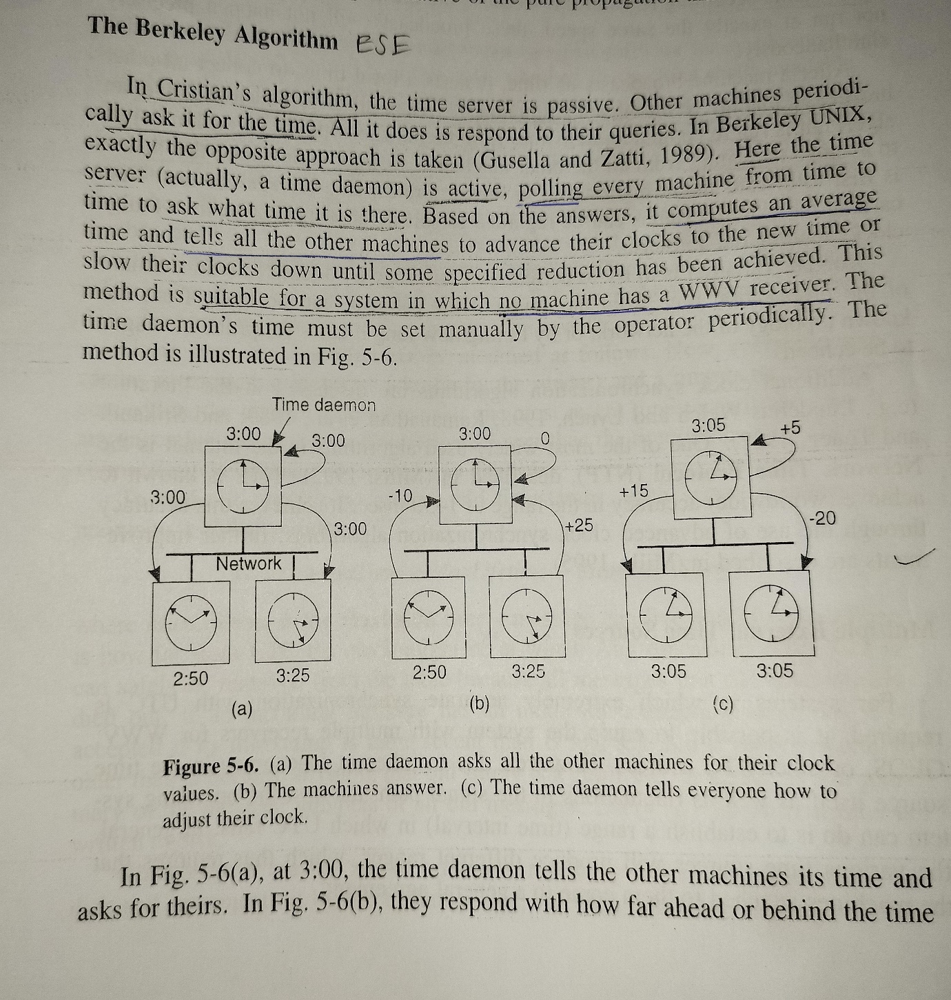 The Berkeley Algorithm ESE
In Cristian's algorithm, the time server is passive. Other machines periodi-
cally ask it for the time. All it does is respond to their queries. In Berkeley UNIX,
exactly the opposite approach is taken (Gusella and Zatti, 1989). Here the time
server (actually, a time daemon) is active, polling every machine from time to
time to ask what time it is there. Based on the answers, it computes an average
time and tells all the other machines to advance their clocks to the new time or
slow their clocks down until some specified reduction has been achieved. This
method is suitable for a system in which no machine has a WWV receiver. The
time daemon's time must be set manually by the operator periodically. The
method is illustrated in Fig. 5-6.
Time daemon
3:00
3:00
3:00
3:00
Network
2:50
3:25
(a)
3:00
0
-10
+25
2:50
3:25
(b)
3:05
+5
+15
-20
3:05
3:05
(c)
Figure 5-6. (a) The time daemon asks all the other machines for their clock
values. (b) The machines answer. (c) The time daemon tells everyone how to
adjust their clock.
In Fig. 5-6(a), at 3:00, the time daemon tells the other machines its time and
asks for theirs. In Fig. 5-6(b), they respond with how far ahead or behind the time